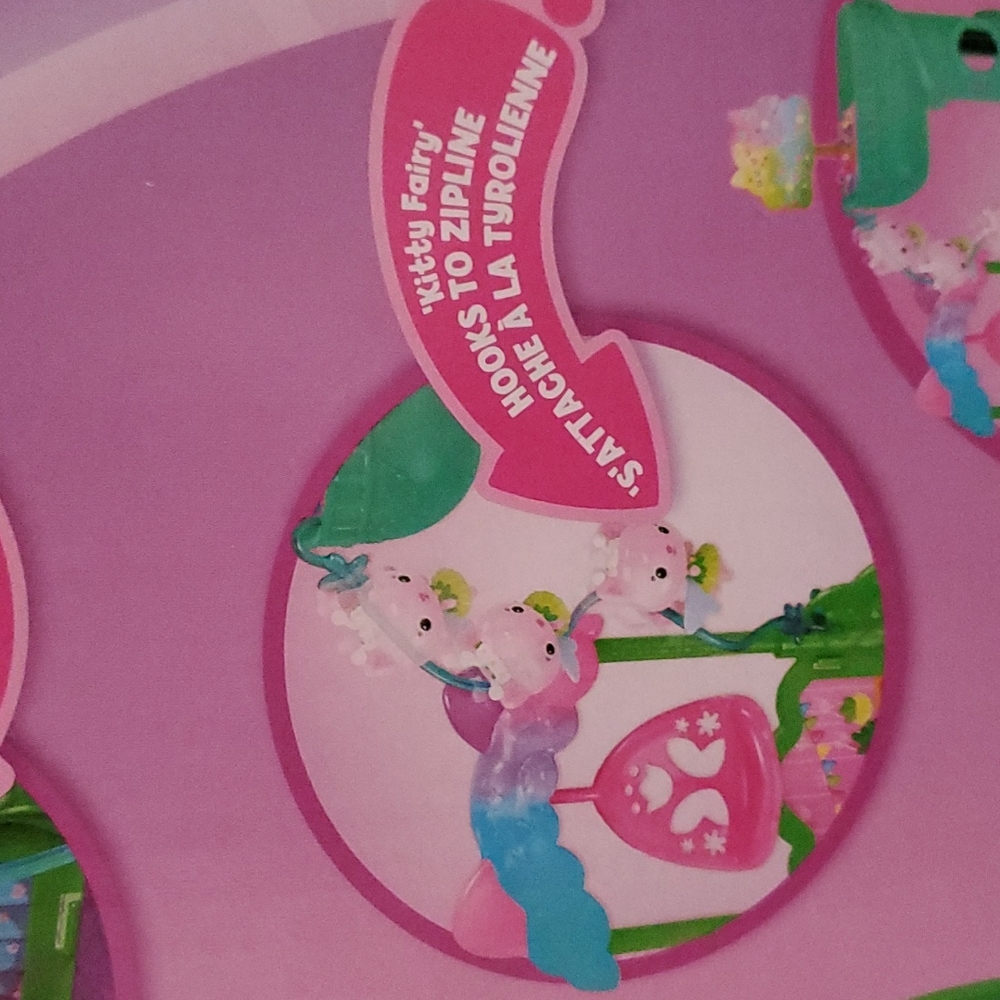 'Kitty Fairy'
HOOKS TO ZIPLINE
'S'ATTACHE À LA TYROLIENNE